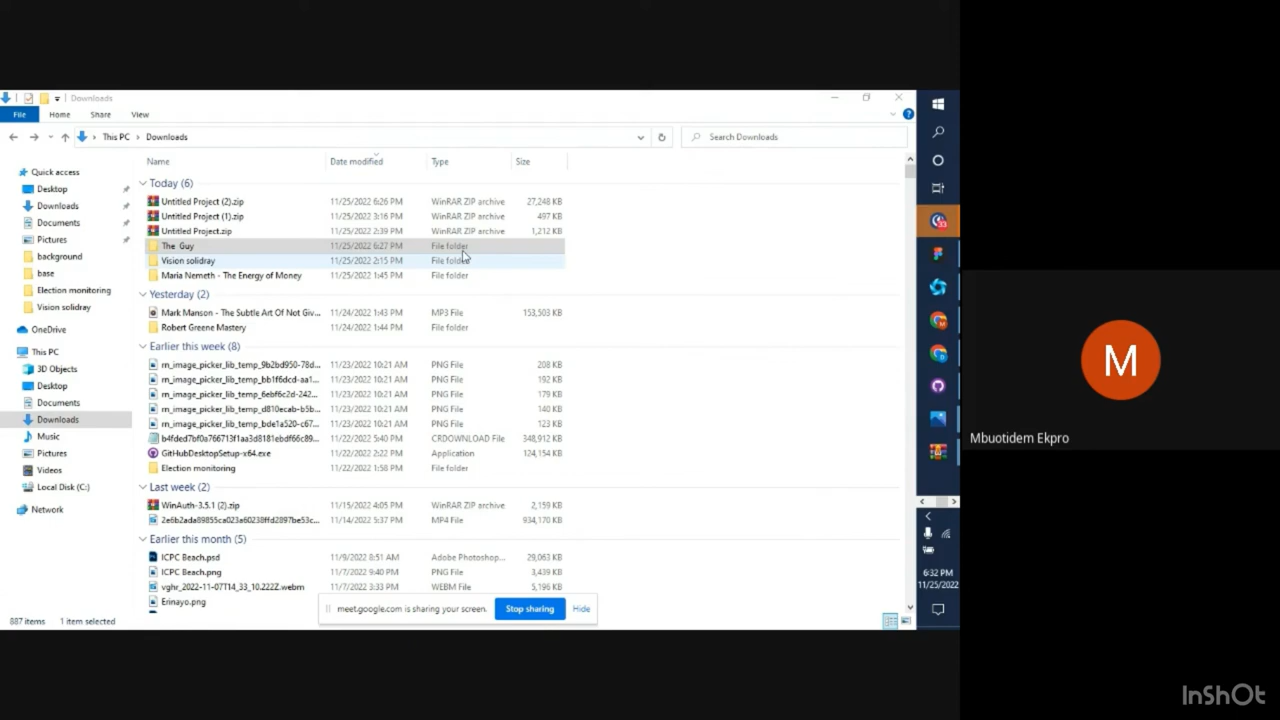 Downloads
File Home Share View
This PC Downloads
Search Downloads
Name Date modified Type Size
Quick access
Desktop
Downloads
Documents
Pictures
background
base
Election monitoring
Vision solidray
OneDrive
This PC
3D Objects
Desktop
Documents
Downloads
Music
Pictures
Videos
Local Disk (C:)
Network
Today (6)
Untitled Project (2).zip 11/25/2022 6:26 PM WinRAR ZIP archive 27,248 KB
Untitled Project (1).zip 11/25/2022 3:16 PM WinRAR ZIP archive 497 KB
Untitled Project.zip 11/25/2022 2:39 PM WinRAR ZIP archive 1,212 KB
The Guy 11/25/2022 6:27 PM File folder
Vision solidray 11/25/2022 2:15 PM File folder
Maria Nemeth - The Energy of Money 11/25/2022 1:45 PM File folder
Yesterday (2)
Mark Manson - The Subtle Art Of Not Giv... 11/24/2022 1:43 PM MP3 File 153,503 KB
Robert Greene Mastery 11/24/2022 1:44 PM File folder
Earlier this week (8)
rn_image_picker_lib_temp_9b2bd950-78d... 11/23/2022 10:21 AM PNG File 208 KB
rn_image_picker_lib_temp_bb1f6dcd-aa1... 11/23/2022 10:21 AM PNG File 192 KB
rn_image_picker_lib_temp_6ebf6c2d-242... 11/23/2022 10:21 AM PNG File 179 KB
rn_image_picker_lib_temp_d810ecab-b5b... 11/23/2022 10:21 AM PNG File 140 KB
rn_image_picker_lib_temp_bde1a520-c67... 11/23/2022 10:21 AM PNG File 123 KB
b4fded7bf0a766713f1aa3d8181ebdf66c89... 11/22/2022 5:40 PM CRDOWNLOAD File 348,912 KB
GitHubDesktopSetup-x64.exe 11/22/2022 2:22 PM Application 124,154 KB
Election monitoring 11/22/2022 1:58 PM File folder
Last week (2)
WinAuth-3.5.1 (2).zip 11/15/2022 4:05 PM WinRAR ZIP archive 2,159 KB
2e6b2ada89855ca023a60238ffd2897be53c... 11/14/2022 5:37 PM MP4 File 934,170 KB
Earlier this month (5)
ICPC Beach.psd 11/9/2022 8:51 AM Adobe Photoshop... 29,063 KB
ICPC Beach.png 11/7/2022 9:40 PM PNG File 3,439 KB
vghr_2022-11-07T14_33_10.222Z.webm 11/7/2022 3:33 PM WEBM File 5,196 KB
Erinayo.png
meet.google.com is sharing your screen. Stop sharing Hide
887 items 1 item selected
6:32 PM
11/25/2022
M
Mbuotidem Ekpro
InShOt